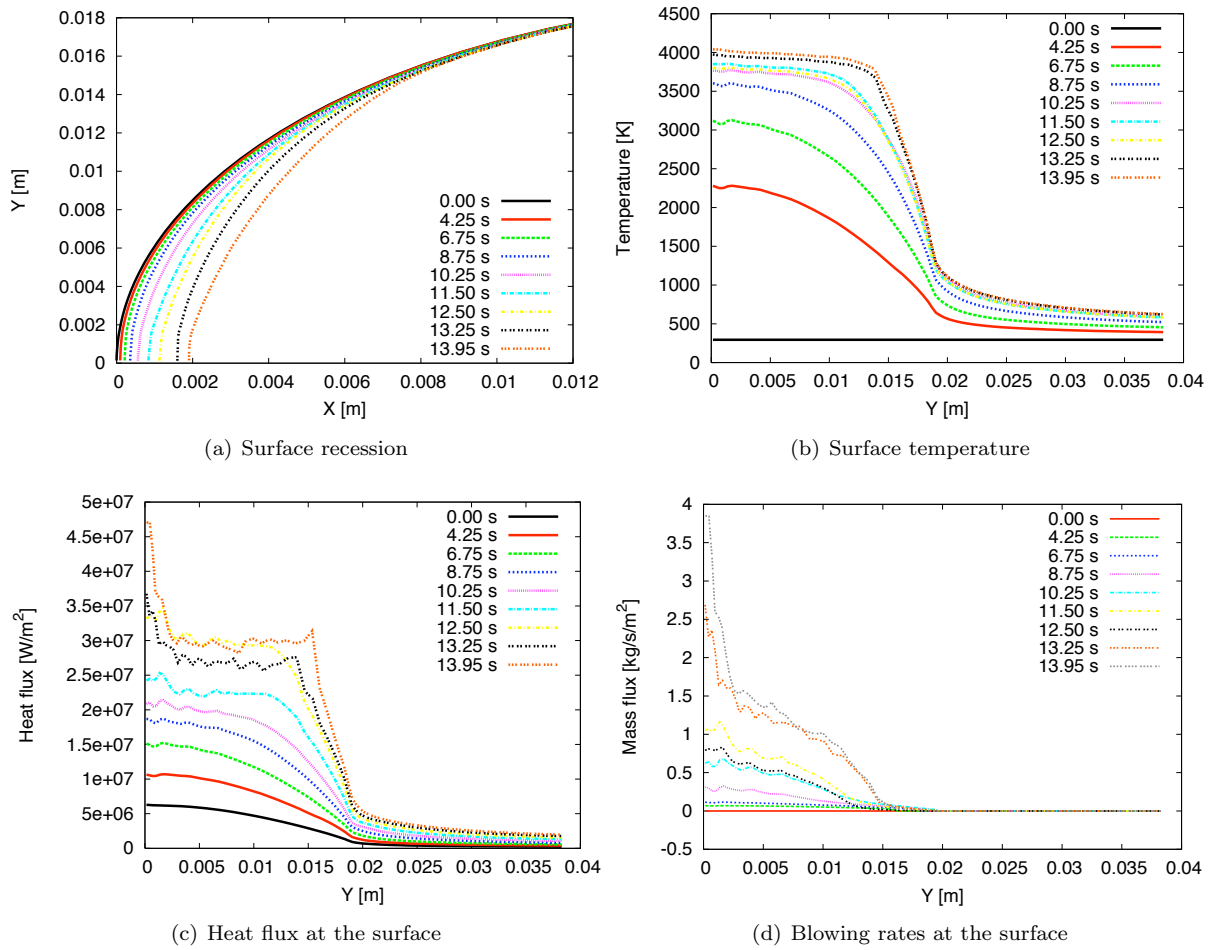 0.018
0.016
0.014
0.012
0.01
0.008
0.006
0.004
0.002
0
Y [m]
0.00 s
4.25 s
6.75 s
8.75 s
10.25 s
11.50 s
12.50 s
13.25 s
13.95 s
0 0.002 0.004 0.006 0.008 0.01 0.012
X [m]
(a) Surface recession
4500
4000
3500
3000
2500
2000
1500
1000
500
0
Temperature [K]
0.00 s
4.25 s
6.75 s
8.75 s
10.25 s
11.50 s
12.50 s
13.25 s
13.95 s
0 0.005 0.01 0.015 0.02 0.025 0.03 0.035 0.04
Y [m]
(b) Surface temperature
5e+07
4.5e+07
4e+07
3.5e+07
3e+07
2.5e+07
2e+07
1.5e+07
1e+07
5e+06
0
Heat flux [W/m²]
0.00 s
4.25 s
6.75 s
8.75 s
10.25 s
11.50 s
12.50 s
13.25 s
13.95 s
0 0.005 0.01 0.015 0.02 0.025 0.03 0.035 0.04
Y [m]
(c) Heat flux at the surface
4
3.5
3
2.5
2
1.5
1
0.5
0
-0.5
Mass flux [kg/s/m²]
0.00 s
4.25 s
6.75 s
8.75 s
10.25 s
11.50 s
12.50 s
13.25 s
13.95 s
0 0.005 0.01 0.015 0.02 0.025 0.03 0.035 0.04
Y [m]
(d) Blowing rates at the surface